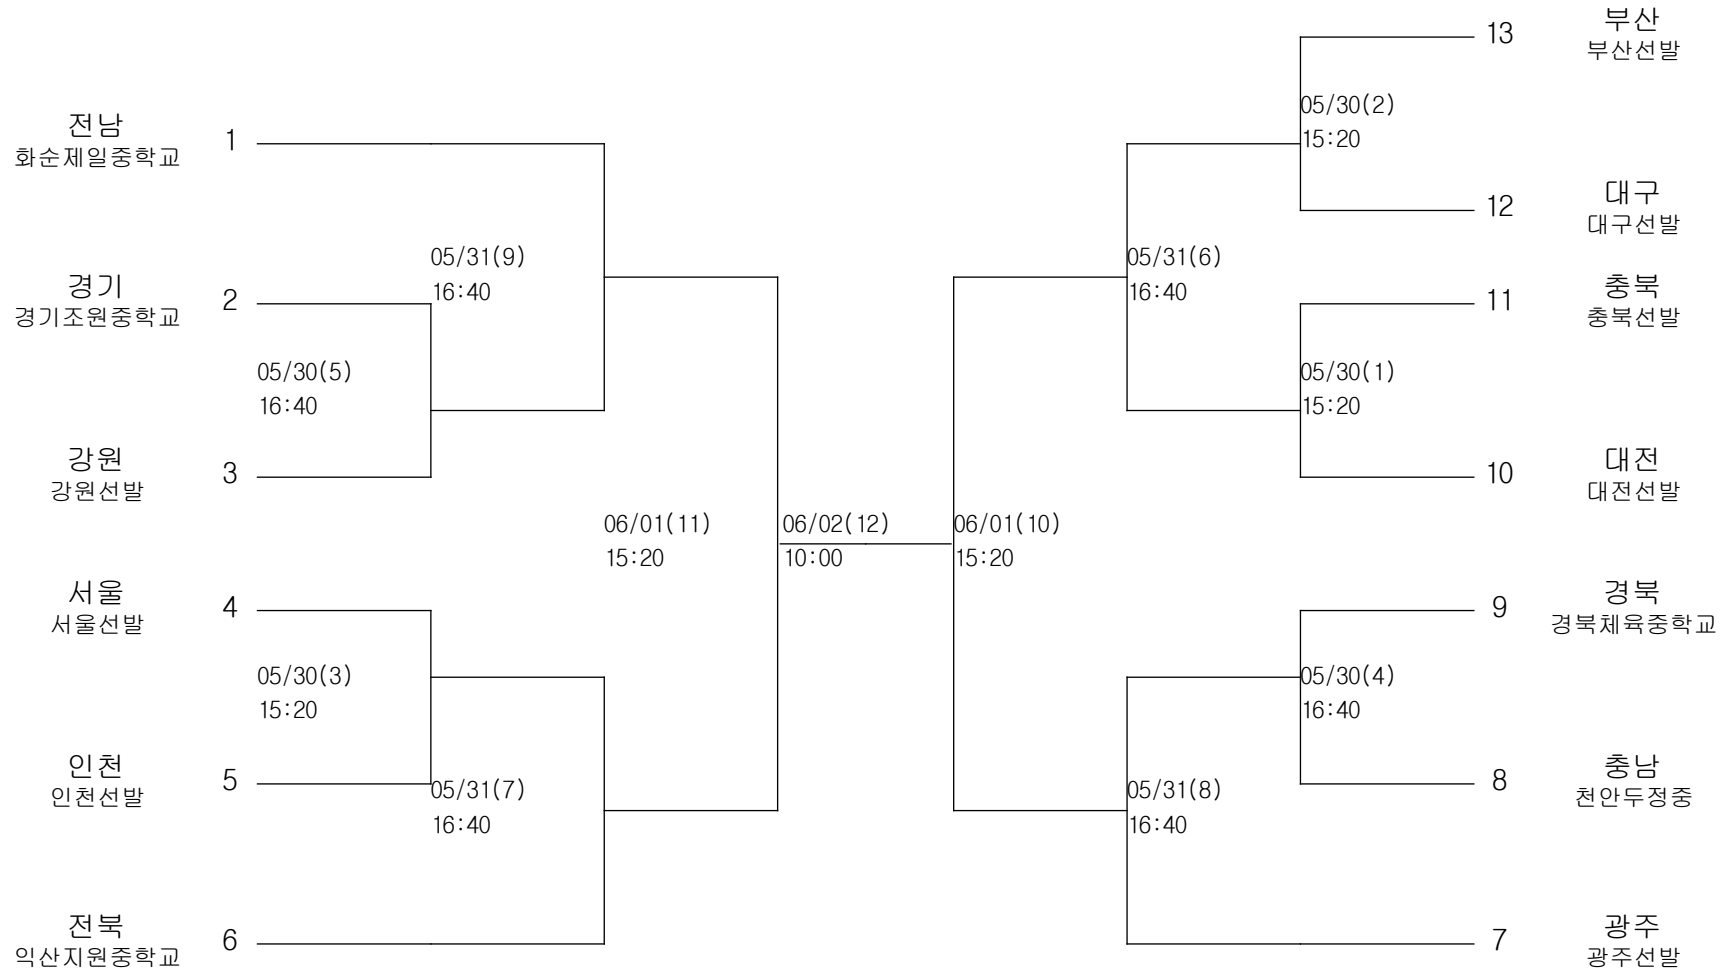 부산
13
부산선발
05/30(2)
전남
1
15:20
화순제일중학교
대구
12
대구선발
05/31(9)
05/31(6)
경기
2
16:40
16:40
충북
11
경기조원중학교
충북선발
05/30(5)
05/30(1)
16:40
15:20
강원
3
대전
10
강원선발
대전선발
06/01(11)
06/02(12)
06/01(10)
15:20
10:00
15:20
서울
4
경북
9
서울선발
경북체육중학교
05/30(3)
05/30(4)
15:20
16:40
인천
5
충남
8
인천선발
05/31(7)
05/31(8)
천안두정중
16:40
16:40
전북
6
광주
7
익산지원중학교
광주선발